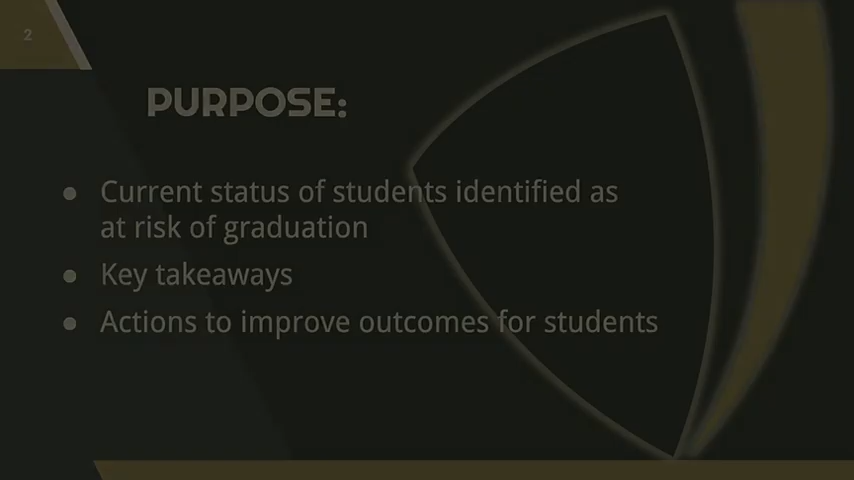 2
PURPOSE:
● Current status of students identified as
at risk of graduation
● Key takeaways
● Actions to improve outcomes for students